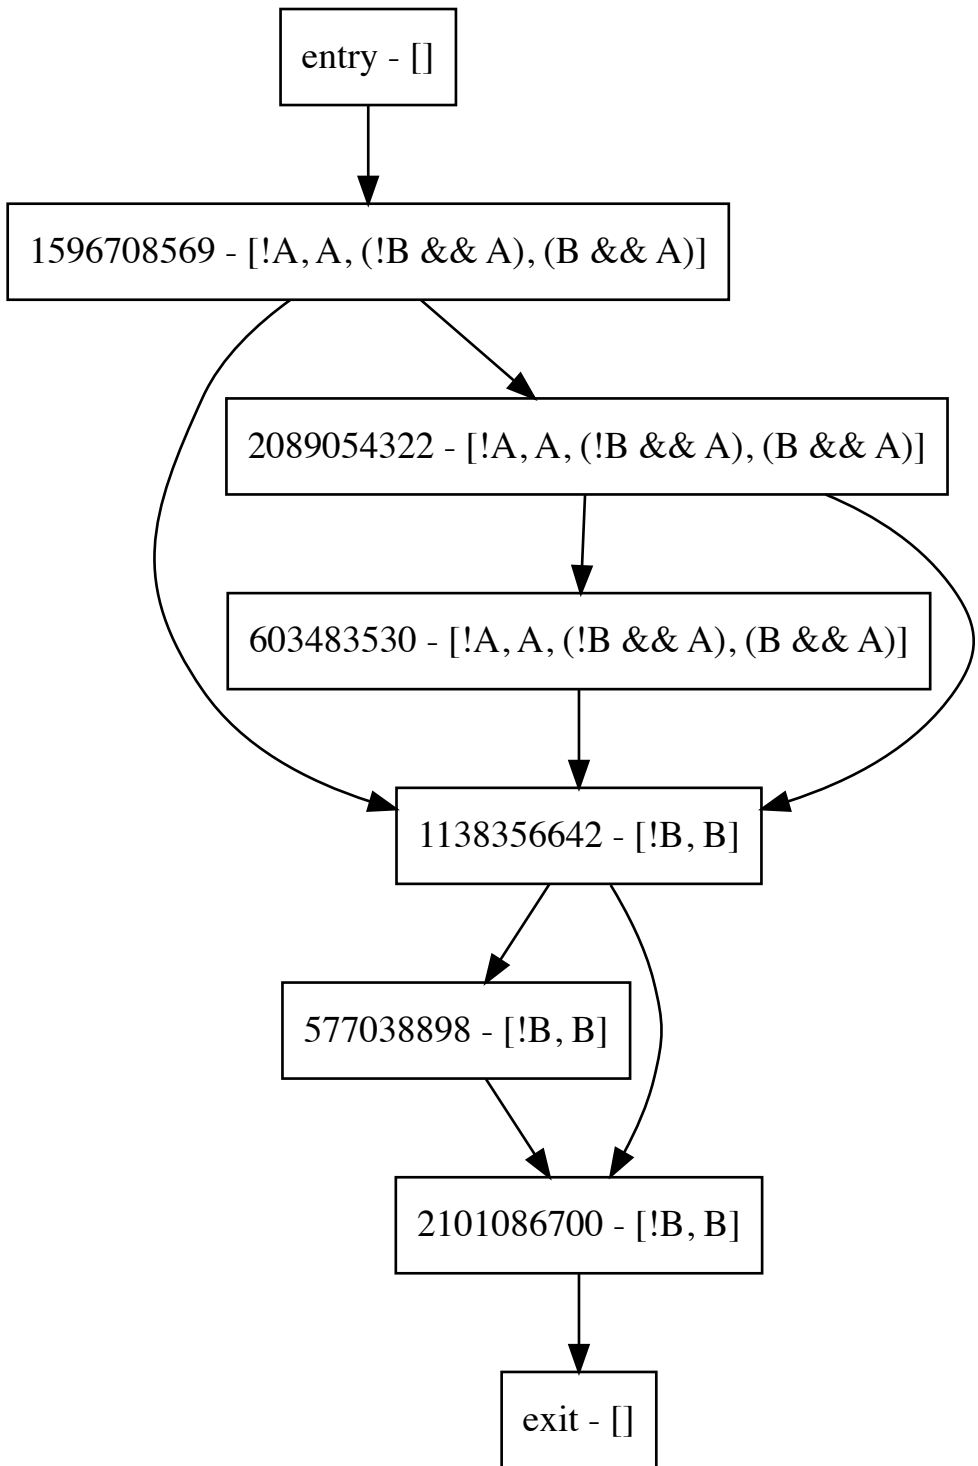 entry - []
1596708569 - [!A, A, (!B && A), (B && A)]
2089054322 - [!A, A, (!B && A), (B && A)]
603483530 - [!A, A, (!B && A), (B && A)]
1138356642 - [!B, B]
577038898 - [!B, B]
2101086700 - [!B, B]
exit - []